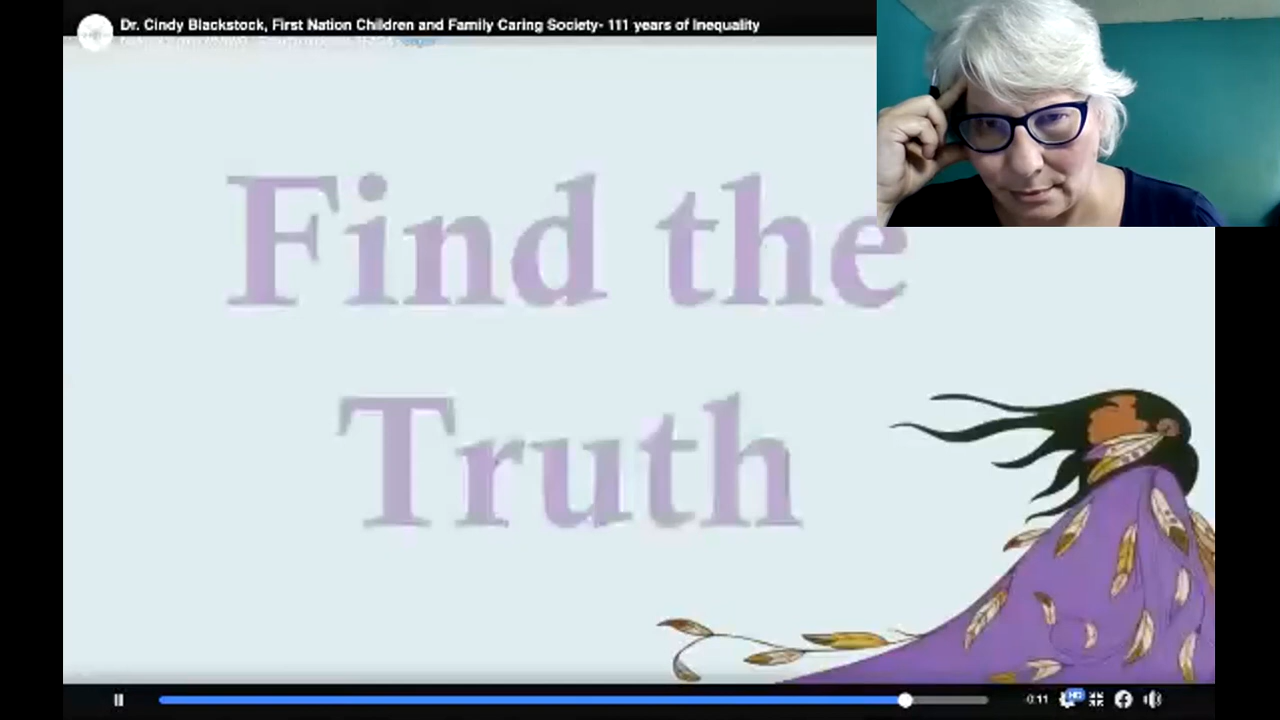 Dr. Cindy Blackstock, First Nation Children and Family Caring Society- 111 years of Inequality
Find the
Truth
0:11
HD